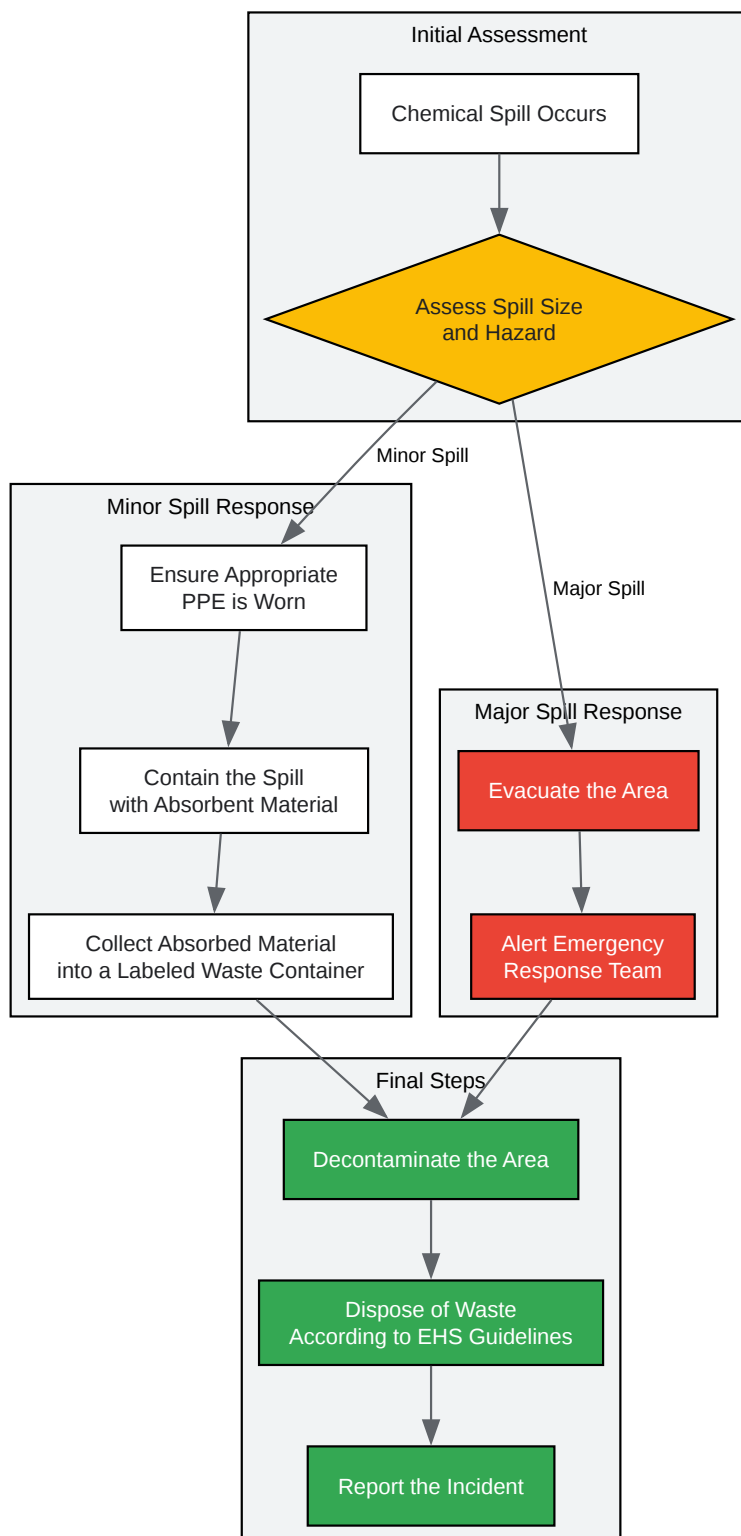 Initial Assessment
Chemical Spill Occurs
Assess Spill Size
and Hazard
Minor Spill
Major Spill
Minor Spill Response
Ensure Appropriate
PPE is Worn
Contain the Spill
with Absorbent Material
Collect Absorbed Material
into a Labeled Waste Container
Major Spill Response
Evacuate the Area
Alert Emergency
Response Team
Final Steps
Decontaminate the Area
Dispose of Waste
According to EHS Guidelines
Report the Incident